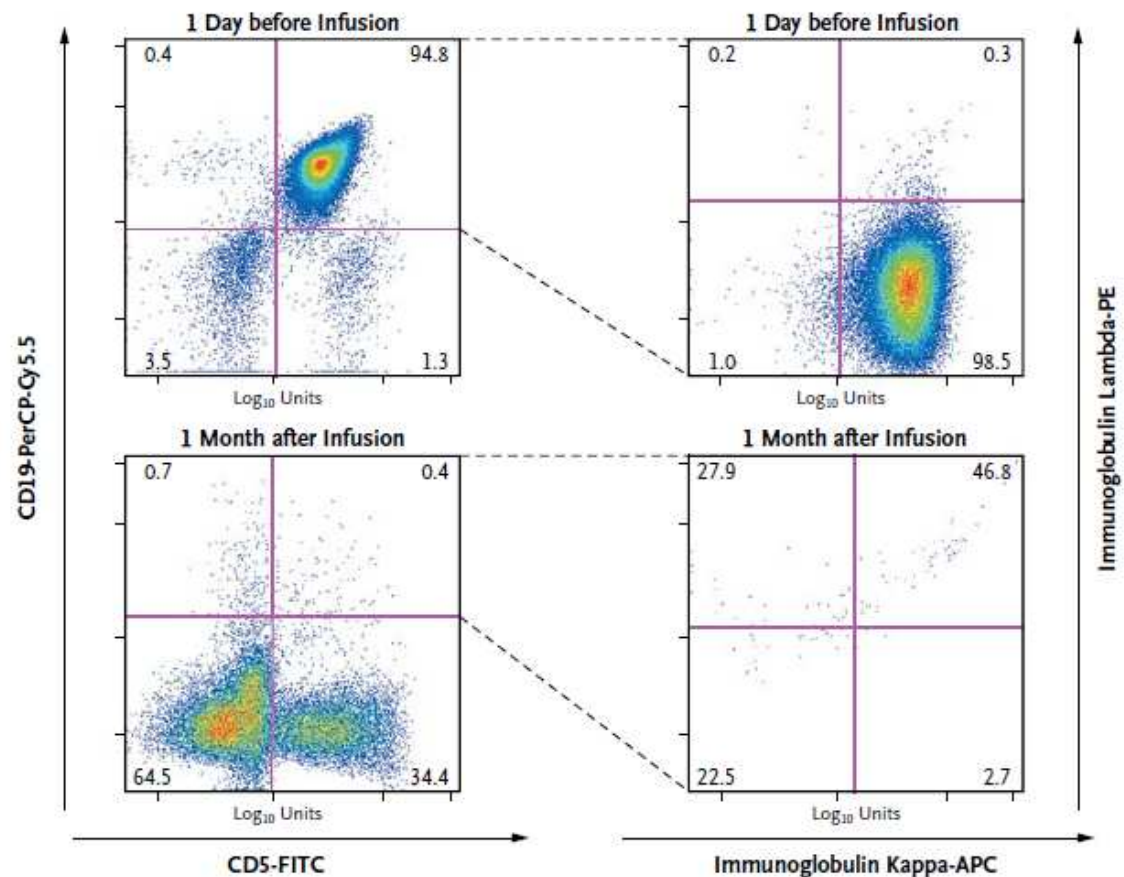 1 Day before Infusion
1 Day before Infusion
0.4
94.8
0.2
0.3
3.5
1.3
1.0
98.5
Log₁₀ Units
Log₁₀ Units
1 Month after Infusion
1 Month after Infusion
0.7
0.4
27.9
46.8
64.5
34.4
22.5
2.7
Log₁₀ Units
Log₁₀ Units
CD19-PerCP-Cy5.5
Immunoglobulin Lambda-PE
CD5-FITC
Immunoglobulin Kappa-APC